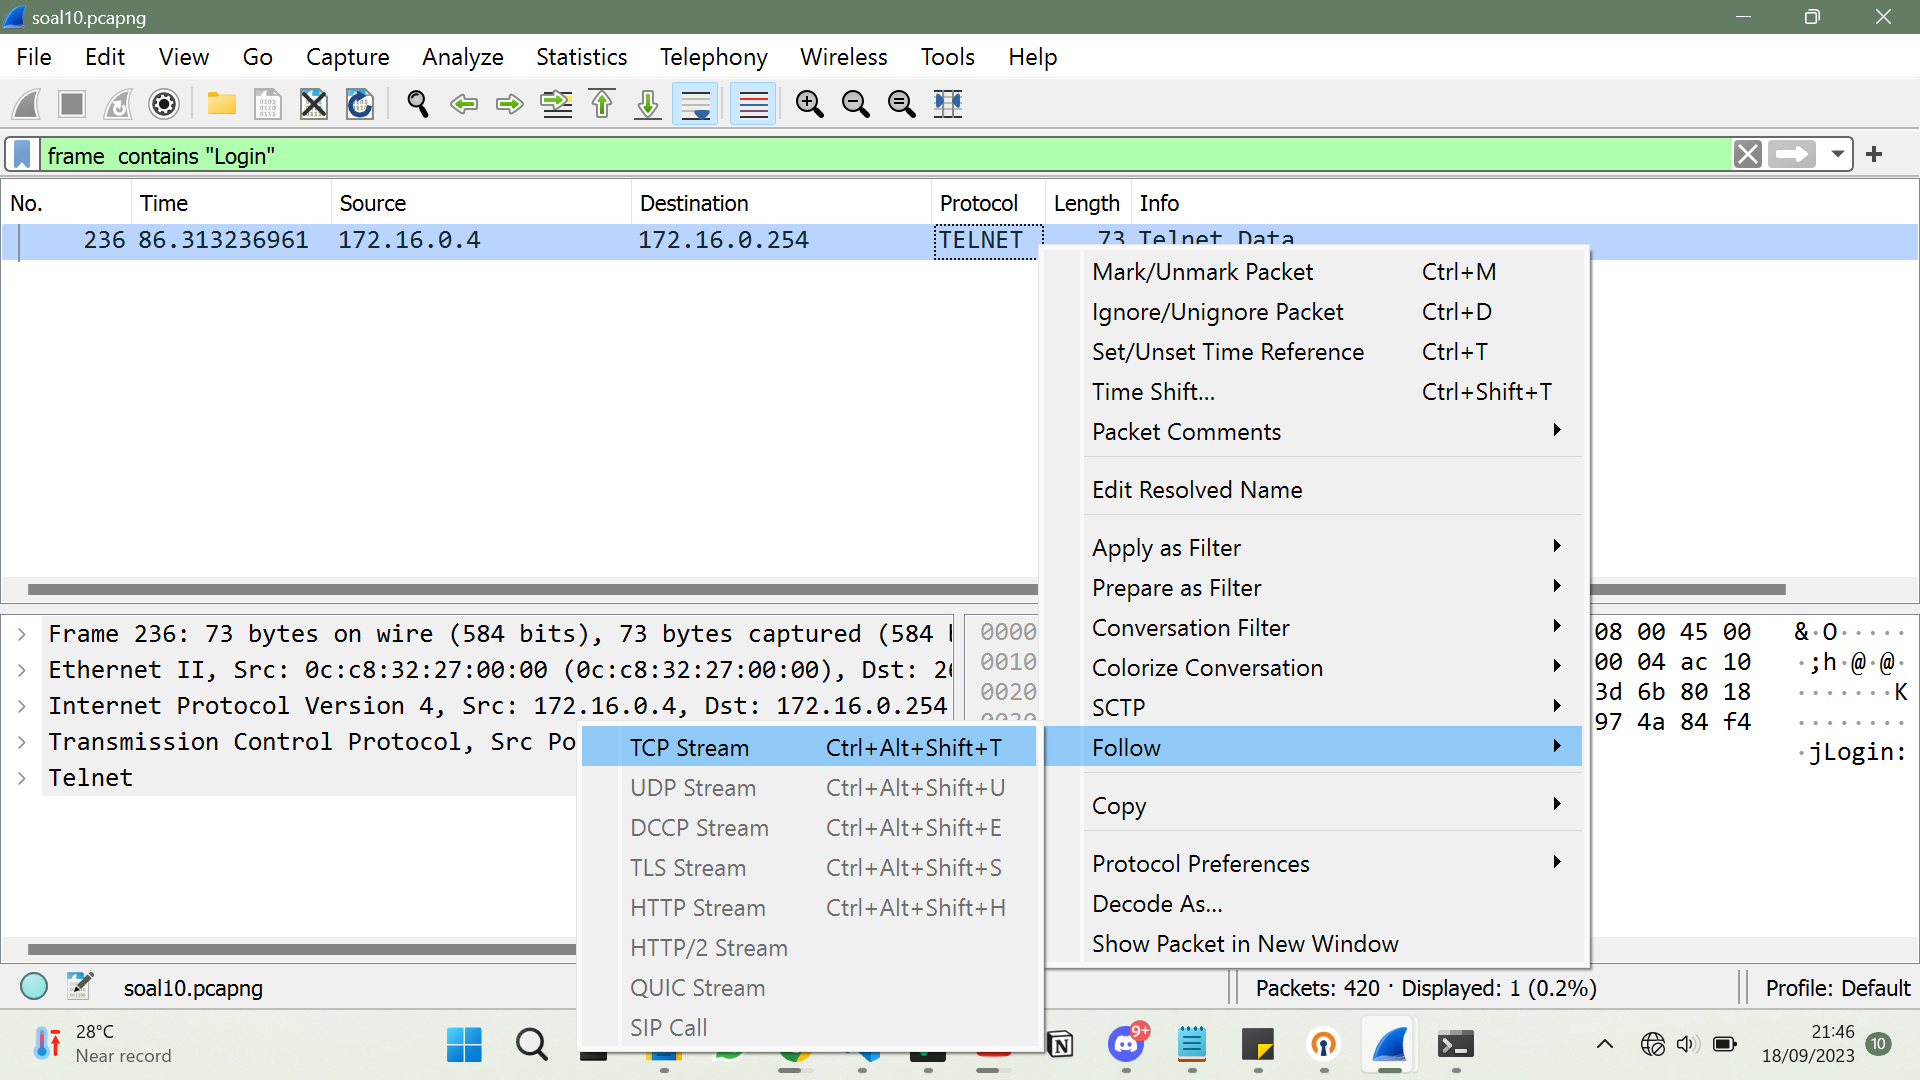 soal10.pcapng
File Edit View Go Capture Analyze Statistics Telephony Wireless Tools Help
frame contains "Login"
No. Time Source Destination Protocol Length Info
236 86.313236961 172.16.0.4 172.16.0.254 TELNET 73 Telnet Data
Mark/Unmark Packet Ctrl+M
Ignore/Unignore Packet Ctrl+D
Set/Unset Time Reference Ctrl+T
Time Shift... Ctrl+Shift+T
Packet Comments
Edit Resolved Name
Apply as Filter
Prepare as Filter
Conversation Filter
Colorize Conversation
SCTP
Follow
Copy
Protocol Preferences
Decode As...
Show Packet in New Window
Frame 236: 73 bytes on wire (584 bits), 73 bytes captured (584
Ethernet II, Src: 0c:c8:32:27:00:00 (0c:c8:32:27:00:00), Dst:
Internet Protocol Version 4, Src: 172.16.0.4, Dst: 172.16.0.254
Transmission Control Protocol, Src Po
Telnet
TCP Stream Ctrl+Alt+Shift+T
UDP Stream Ctrl+Alt+Shift+U
DCCP Stream Ctrl+Alt+Shift+E
TLS Stream Ctrl+Alt+Shift+S
HTTP Stream Ctrl+Alt+Shift+H
HTTP/2 Stream
QUIC Stream
SIP Call
0000 08 00 45 00 &·O·····
0010 00 04 ac 10 ·;h·@·@·
0020 3d 6b 80 18 ·······K
97 4a 84 f4 ········
·jLogin:
soal10.pcapng
Packets: 420 · Displayed: 1 (0.2%)
Profile: Default
28°C
Near record
9+
21:46
18/09/2023
10